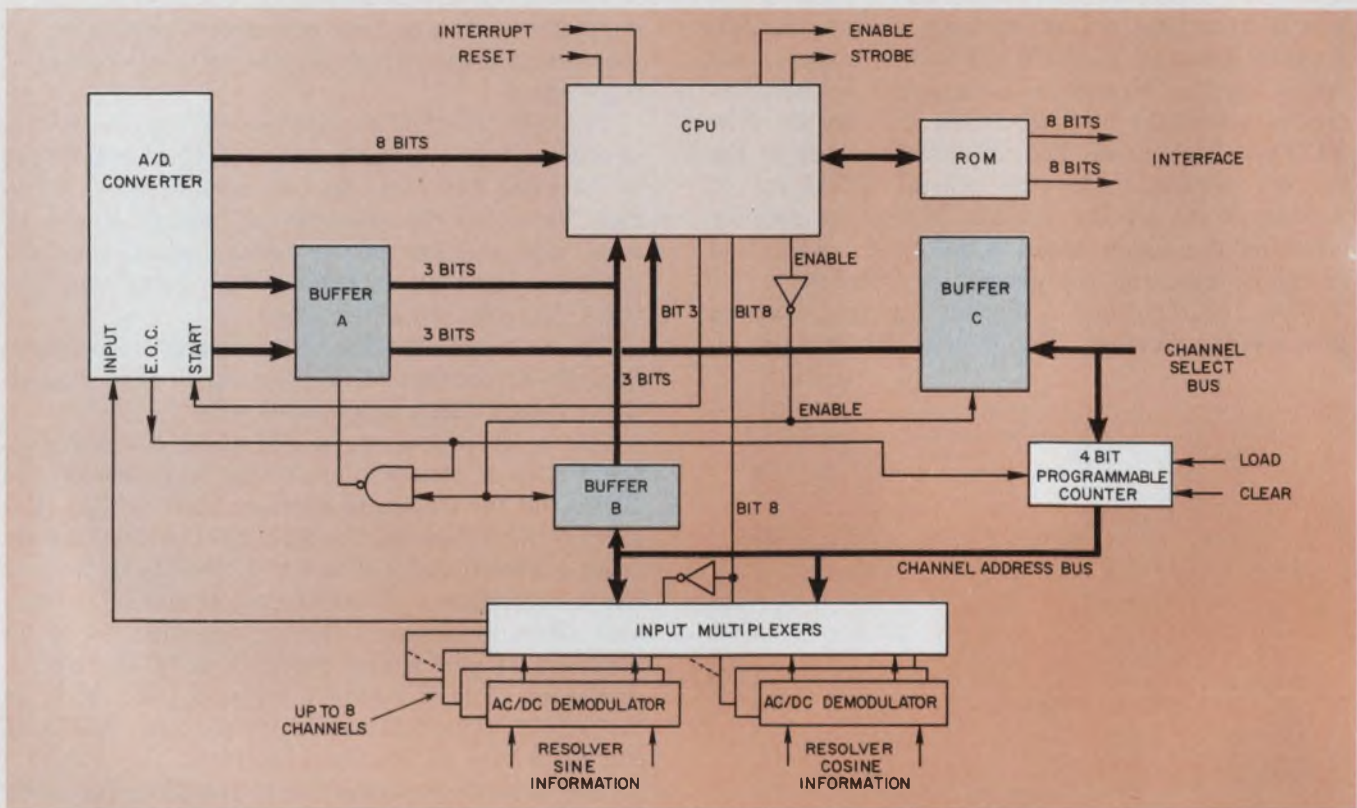 INTERRUPT
RESET
ENABLE
STROBE
A/D.
CONVERTER
INPUT
E.O.C.
START
8 BITS
CPU
ROM
8 BITS
8 BITS
INTERFACE
BUFFER
A
3 BITS
3 BITS
3 BITS
BIT 3
BIT 8
ENABLE
BUFFER
C
CHANNEL
SELECT
BUS
ENABLE
BUFFER
B
BIT 8
4 BIT
PROGRAMMABLE
COUNTER
LOAD
CLEAR
CHANNEL ADDRESS BUS
INPUT MULTIPLEXERS
UP TO 8
CHANNELS
AC/DC DEMODULATOR
AC/DC DEMODULATOR
RESOLVER
SINE
INFORMATION
RESOLVER
COSINE
INFORMATION